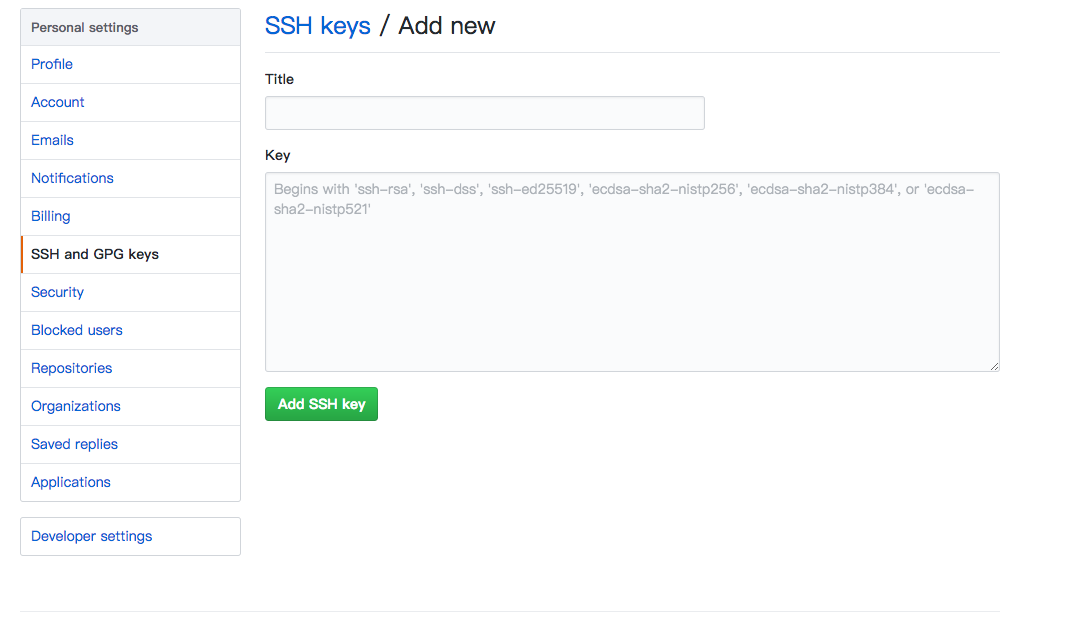 Personal settings
Profile
Account
Emails
Notifications
Billing
SSH and GPG keys
Security
Blocked users
Repositories
Organizations
Saved replies
Applications
Developer settings
SSH keys / Add new
Title
Key
Begins with 'ssh-rsa', 'ssh-dss', 'ssh-ed25519', 'ecdsa-sha2-nistp256', 'ecdsa-sha2-nistp384', or 'ecdsa-
sha2-nistp521'
Add SSH key